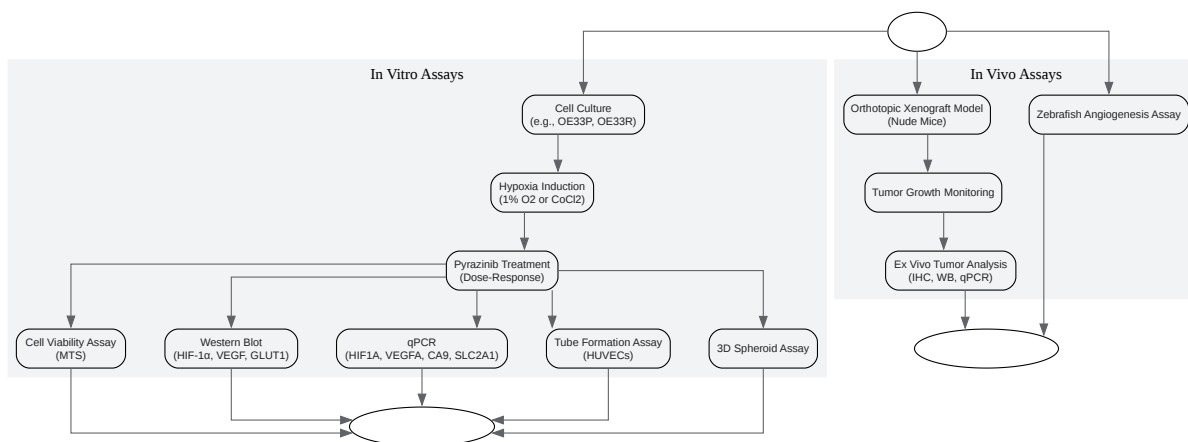 In Vitro Assays
In Vivo Assays
Cell Culture
(e.g., OE33P, OE33R)
Orthotopic Xenograft Model
(Nude Mice)
Zebrafish Angiogenesis Assay
Hypoxia Induction
(1% O2 or CoCl2)
Tumor Growth Monitoring
Pyrazinib Treatment
(Dose-Response)
Ex Vivo Tumor Analysis
(IHC, WB, qPCR)
Cell Viability Assay
(MTS)
Western Blot
(HIF-1α, VEGF, GLUT1)
qPCR
(HIF1A, VEGFA, CA9, SLC2A1)
Tube Formation Assay
(HUVECs)
3D Spheroid Assay